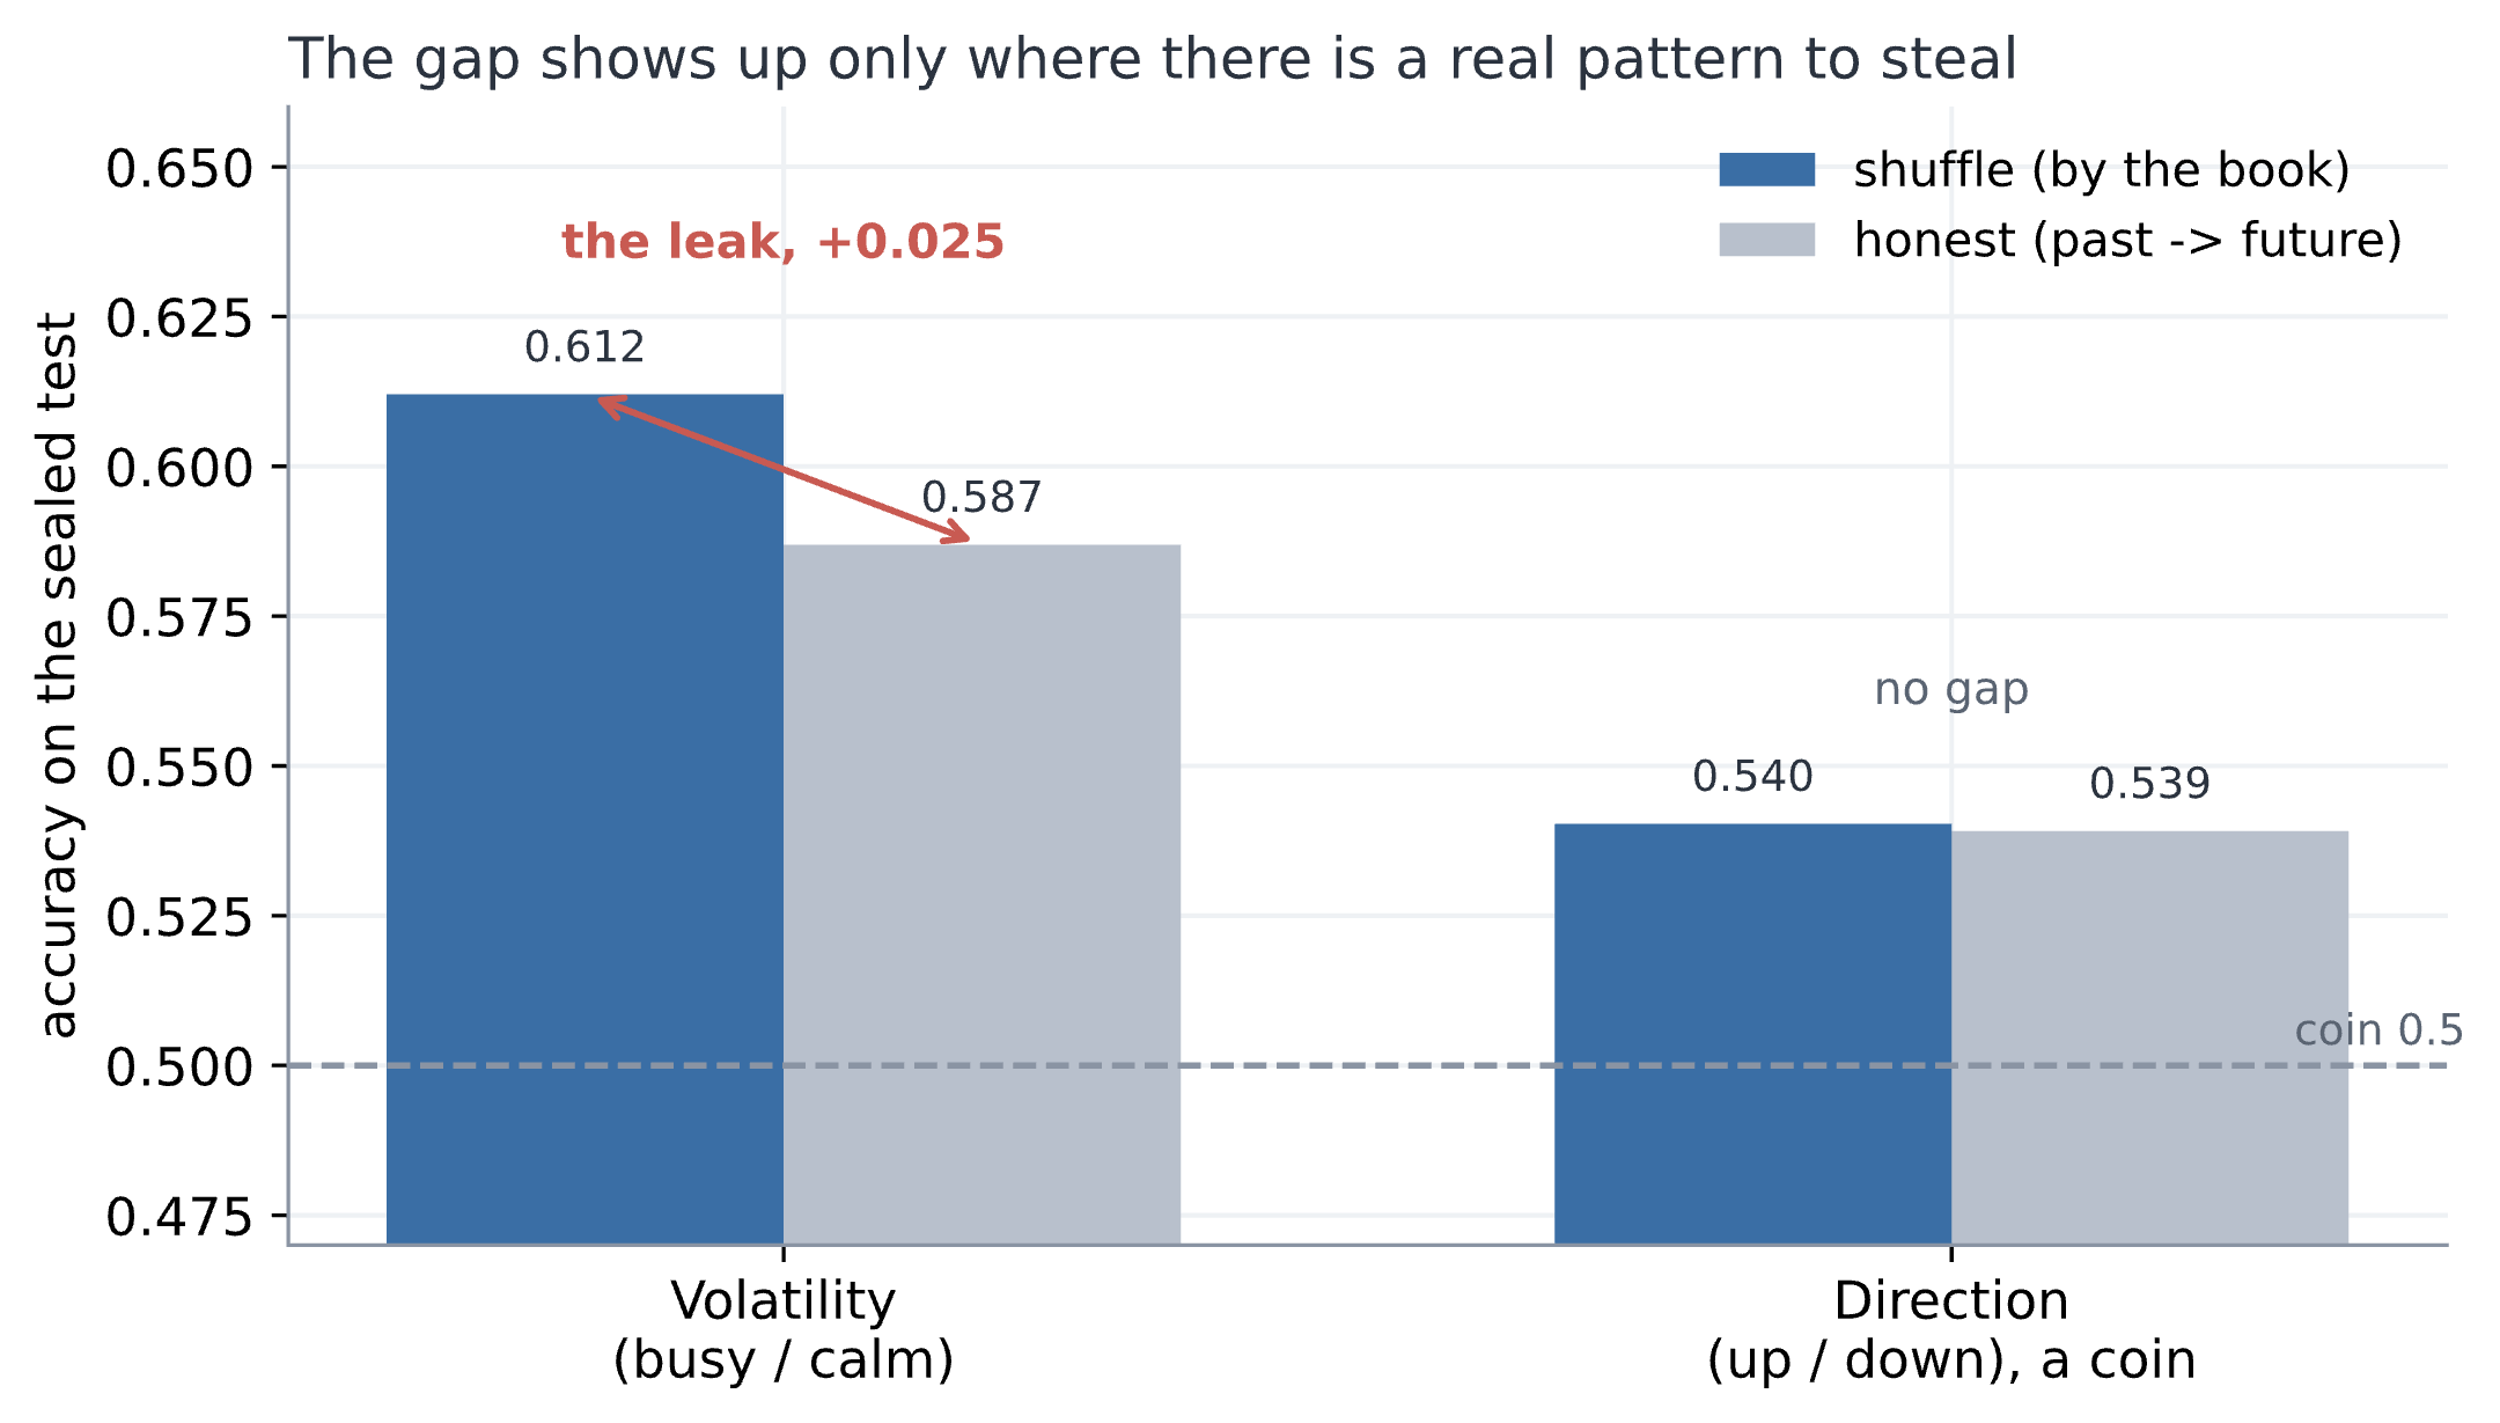 The gap shows up only where there is a real pattern to steal
shuffle (by the book)
honest (past -> future)
the leak, +0.025
accuracy on the sealed test
0.650
0.625
0.600
0.575
0.550
0.525
0.500
0.475
0.612
0.587
no gap
0.540
0.539
coin 0.5
Volatility
(busy / calm)
Direction
(up / down), a coin